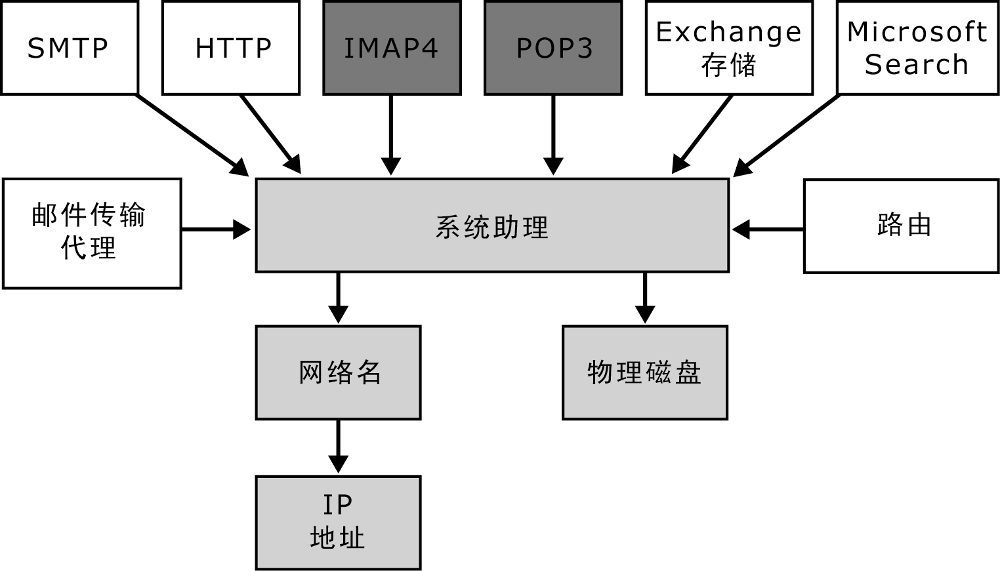 SMTP
HTTP
IMAP4
POP3
Exchange
存储
Microsoft
Search
邮件传输
代理
系统助理
路由
网络名
物理磁盘
IP
地址